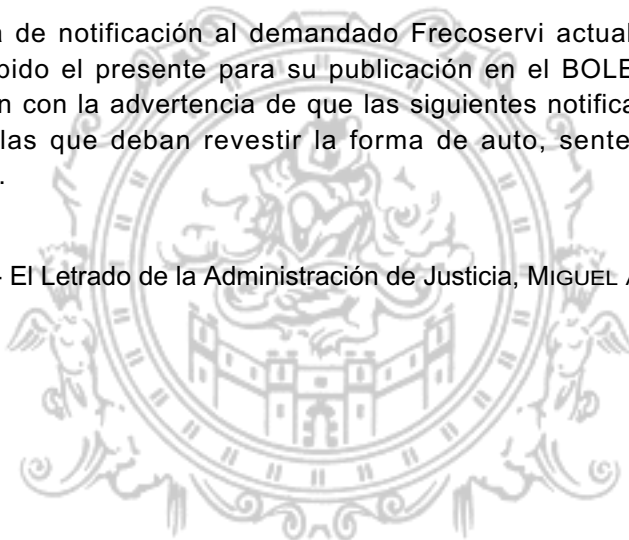 a de notificación al demandado Frecoservi actual
bido el presente para su publicación en el BOLE
n con la advertencia de que las siguientes notifica
las que deban revestir la forma de auto, sente
.
- El Letrado de la Administración de Justicia, MIGUEL A